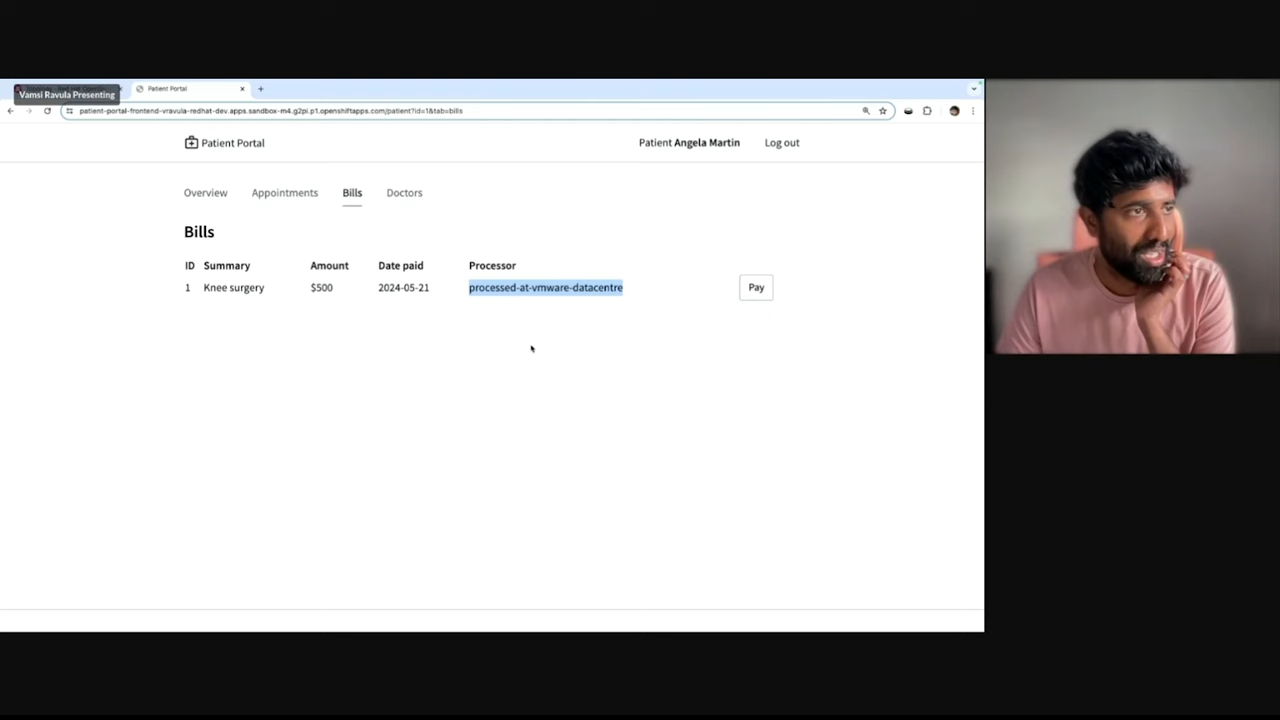 Vamsi Ravula Presenting
Patient Portal
patient-portal-frontend-vravula-redhat-dev.apps.sandbox-m4.g2pi.p1.openshiftapps.com/patient?id=1&tab=bills
Patient Portal
Patient Angela Martin
Log out
Overview Appointments Bills Doctors
Bills
ID Summary Amount Date paid Processor
1 Knee surgery $500 2024-05-21 processed-at-vmware-datacentre Pay